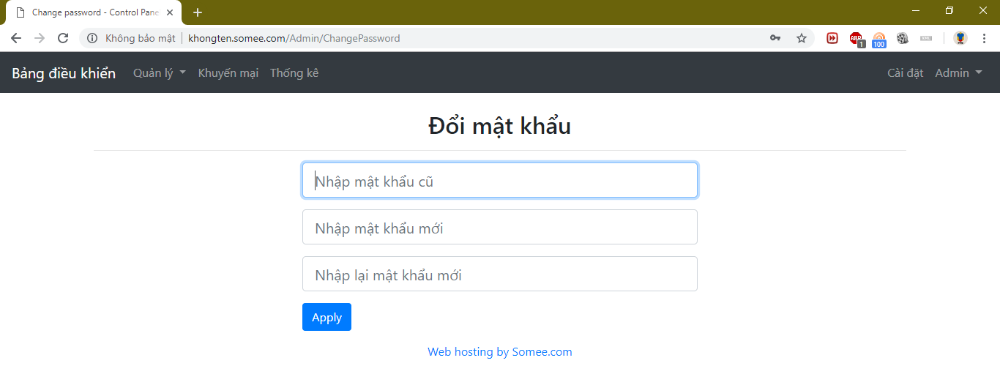 Change password - Control Pane
Không bảo mật | khongten.somee.com/Admin/ChangePassword
ABP 1 100
Bảng điều khiển Quản lý Khuyến mại Thống kê Cài đặt Admin
Đổi mật khẩu
Nhập mật khẩu cũ
Nhập mật khẩu mới
Nhập lại mật khẩu mới
Apply
Web hosting by Somee.com